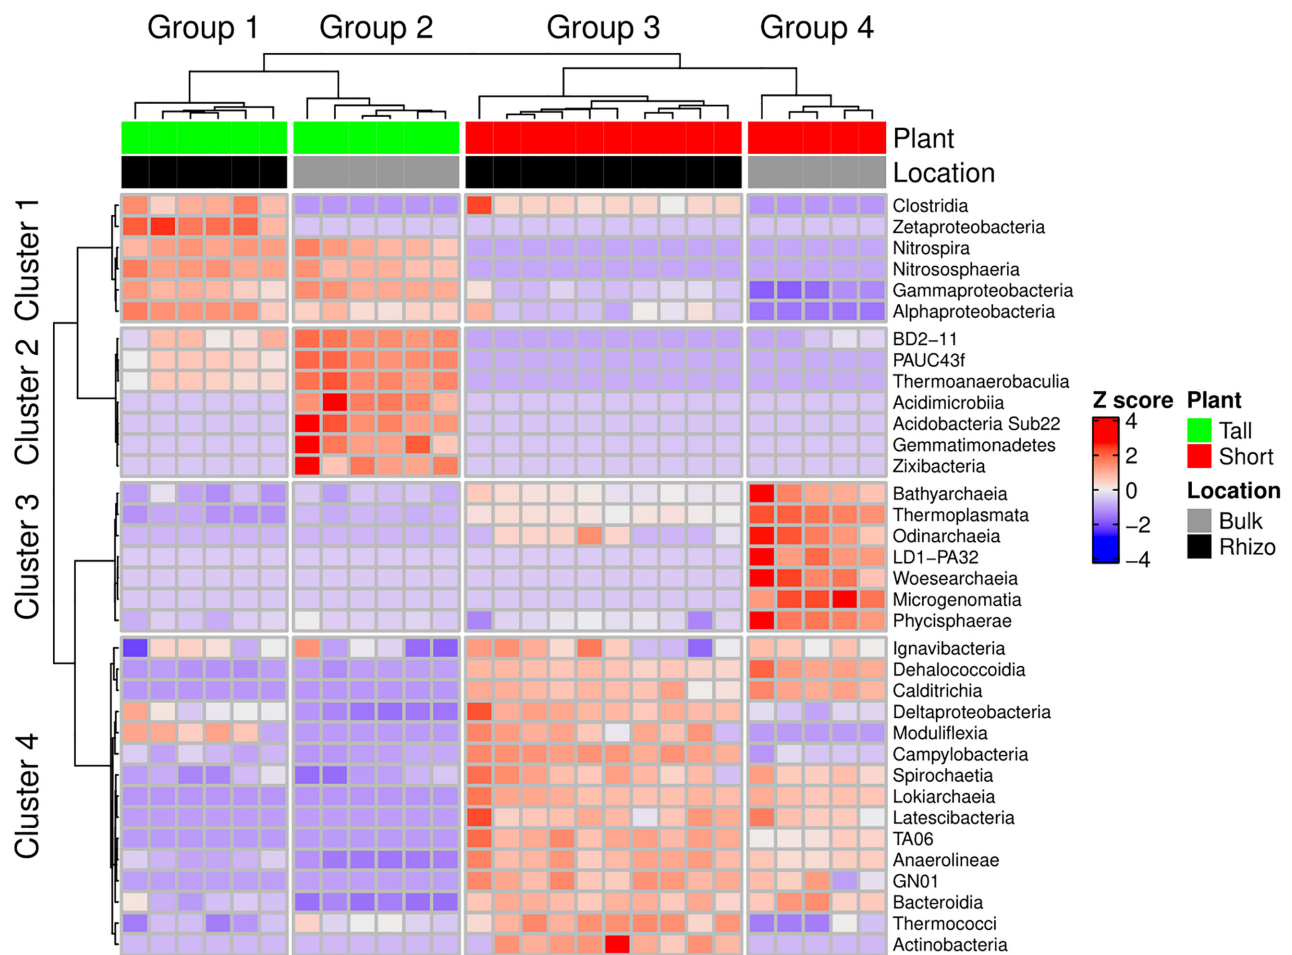 Group 1 Group 2 Group 3 Group 4
Plant
Location
Cluster 1
Clostridia
Zetaproteobacteria
Nitrospira
Nitrososphaeria
Gammaproteobacteria
Alphaproteobacteria
Cluster 2
BD2−11
PAUC43f
Thermoanaerobaculia
Acidimicrobiia
Acidobacteria Sub22
Gemmatimonadetes
Zixibacteria
Cluster 3
Bathyarchaeia
Thermoplasmata
Odinarchaeia
LD1−PA32
Woesearchaeia
Microgenomatia
Phycisphaerae
Cluster 4
Ignavibacteria
Dehalococcoidia
Calditrichia
Deltaproteobacteria
Moduliflexia
Campylobacteria
Spirochaetia
Lokiarchaeia
Latescibacteria
TA06
Anaerolineae
GN01
Bacteroidia
Thermococci
Actinobacteria
Z score
4
2
0
−2
−4
Plant
Tall
Short
Location
Bulk
Rhizo